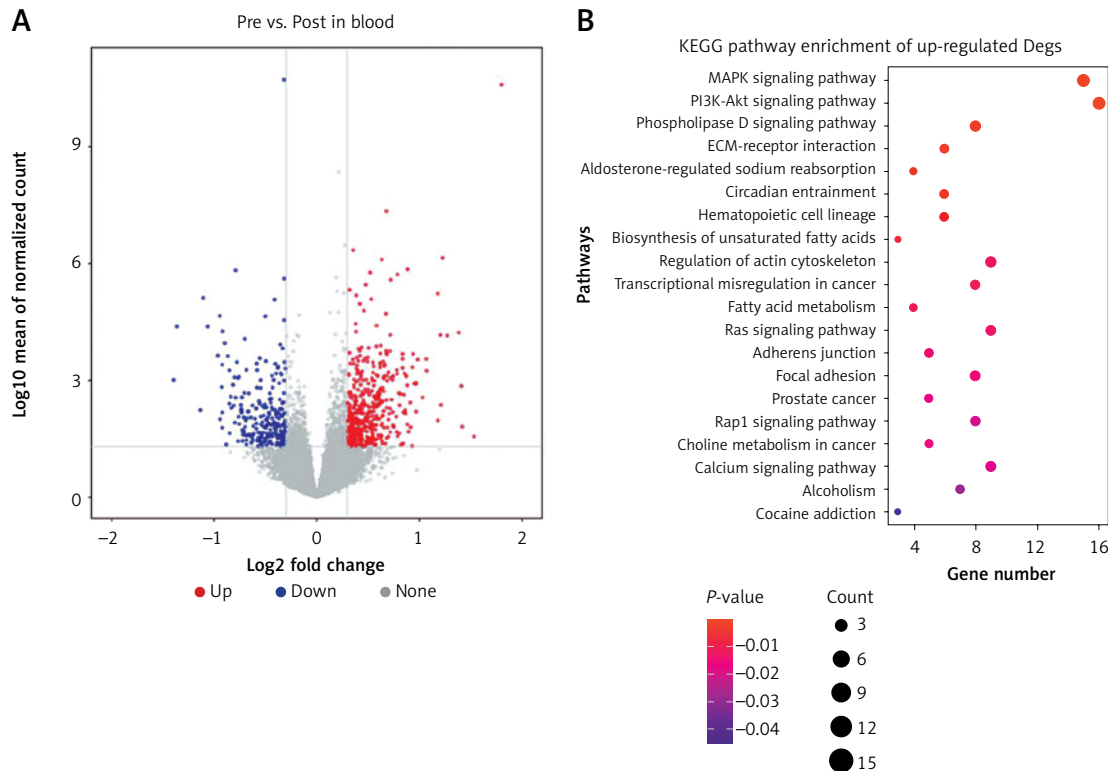 A
Pre vs. Post in blood
Log10 mean of normalized count
9
6
3
0
−2
−1
0
1
2
Log2 fold change
Up
Down
None
B
KEGG pathway enrichment of up-regulated Degs
Pathways
MAPK signaling pathway
PI3K-Akt signaling pathway
Phospholipase D signaling pathway
ECM-receptor interaction
Aldosterone-regulated sodium reabsorption
Circadian entrainment
Hematopoietic cell lineage
Biosynthesis of unsaturated fatty acids
Regulation of actin cytoskeleton
Transcriptional misregulation in cancer
Fatty acid metabolism
Ras signaling pathway
Adherens junction
Focal adhesion
Prostate cancer
Rap1 signaling pathway
Choline metabolism in cancer
Calcium signaling pathway
Alcoholism
Cocaine addiction
4
8
12
16
Gene number
P-value
−0.01
−0.02
−0.03
−0.04
Count
3
6
9
12
15